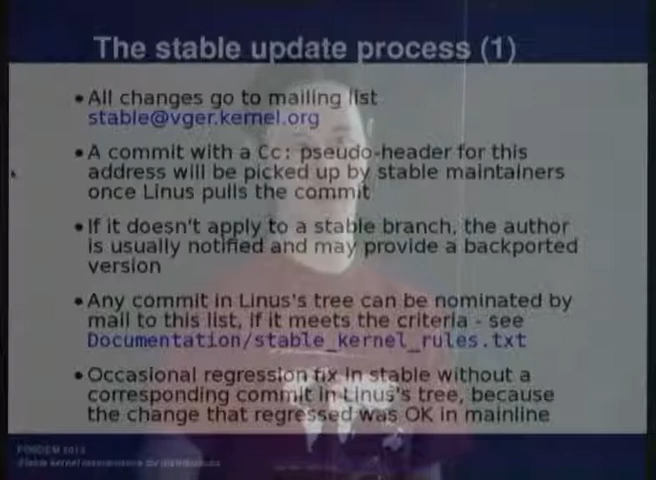 The stable update process (1)
• All changes go to mailing list
stable@vger.kernel.org
• A commit with a Cc: pseudo-header for this
address will be picked up by stable maintainers
once Linus pulls the commit
• If it doesn't apply to a stable branch, the author
is usually notified and may provide a backported
version
• Any commit in Linus's tree can be nominated by
mail to this list, if it meets the criteria - see
Documentation/stable_kernel_rules.txt
• Occasional regression fix in stable without a
corresponding commit in Linus's tree, because
the change that regressed was OK in mainline